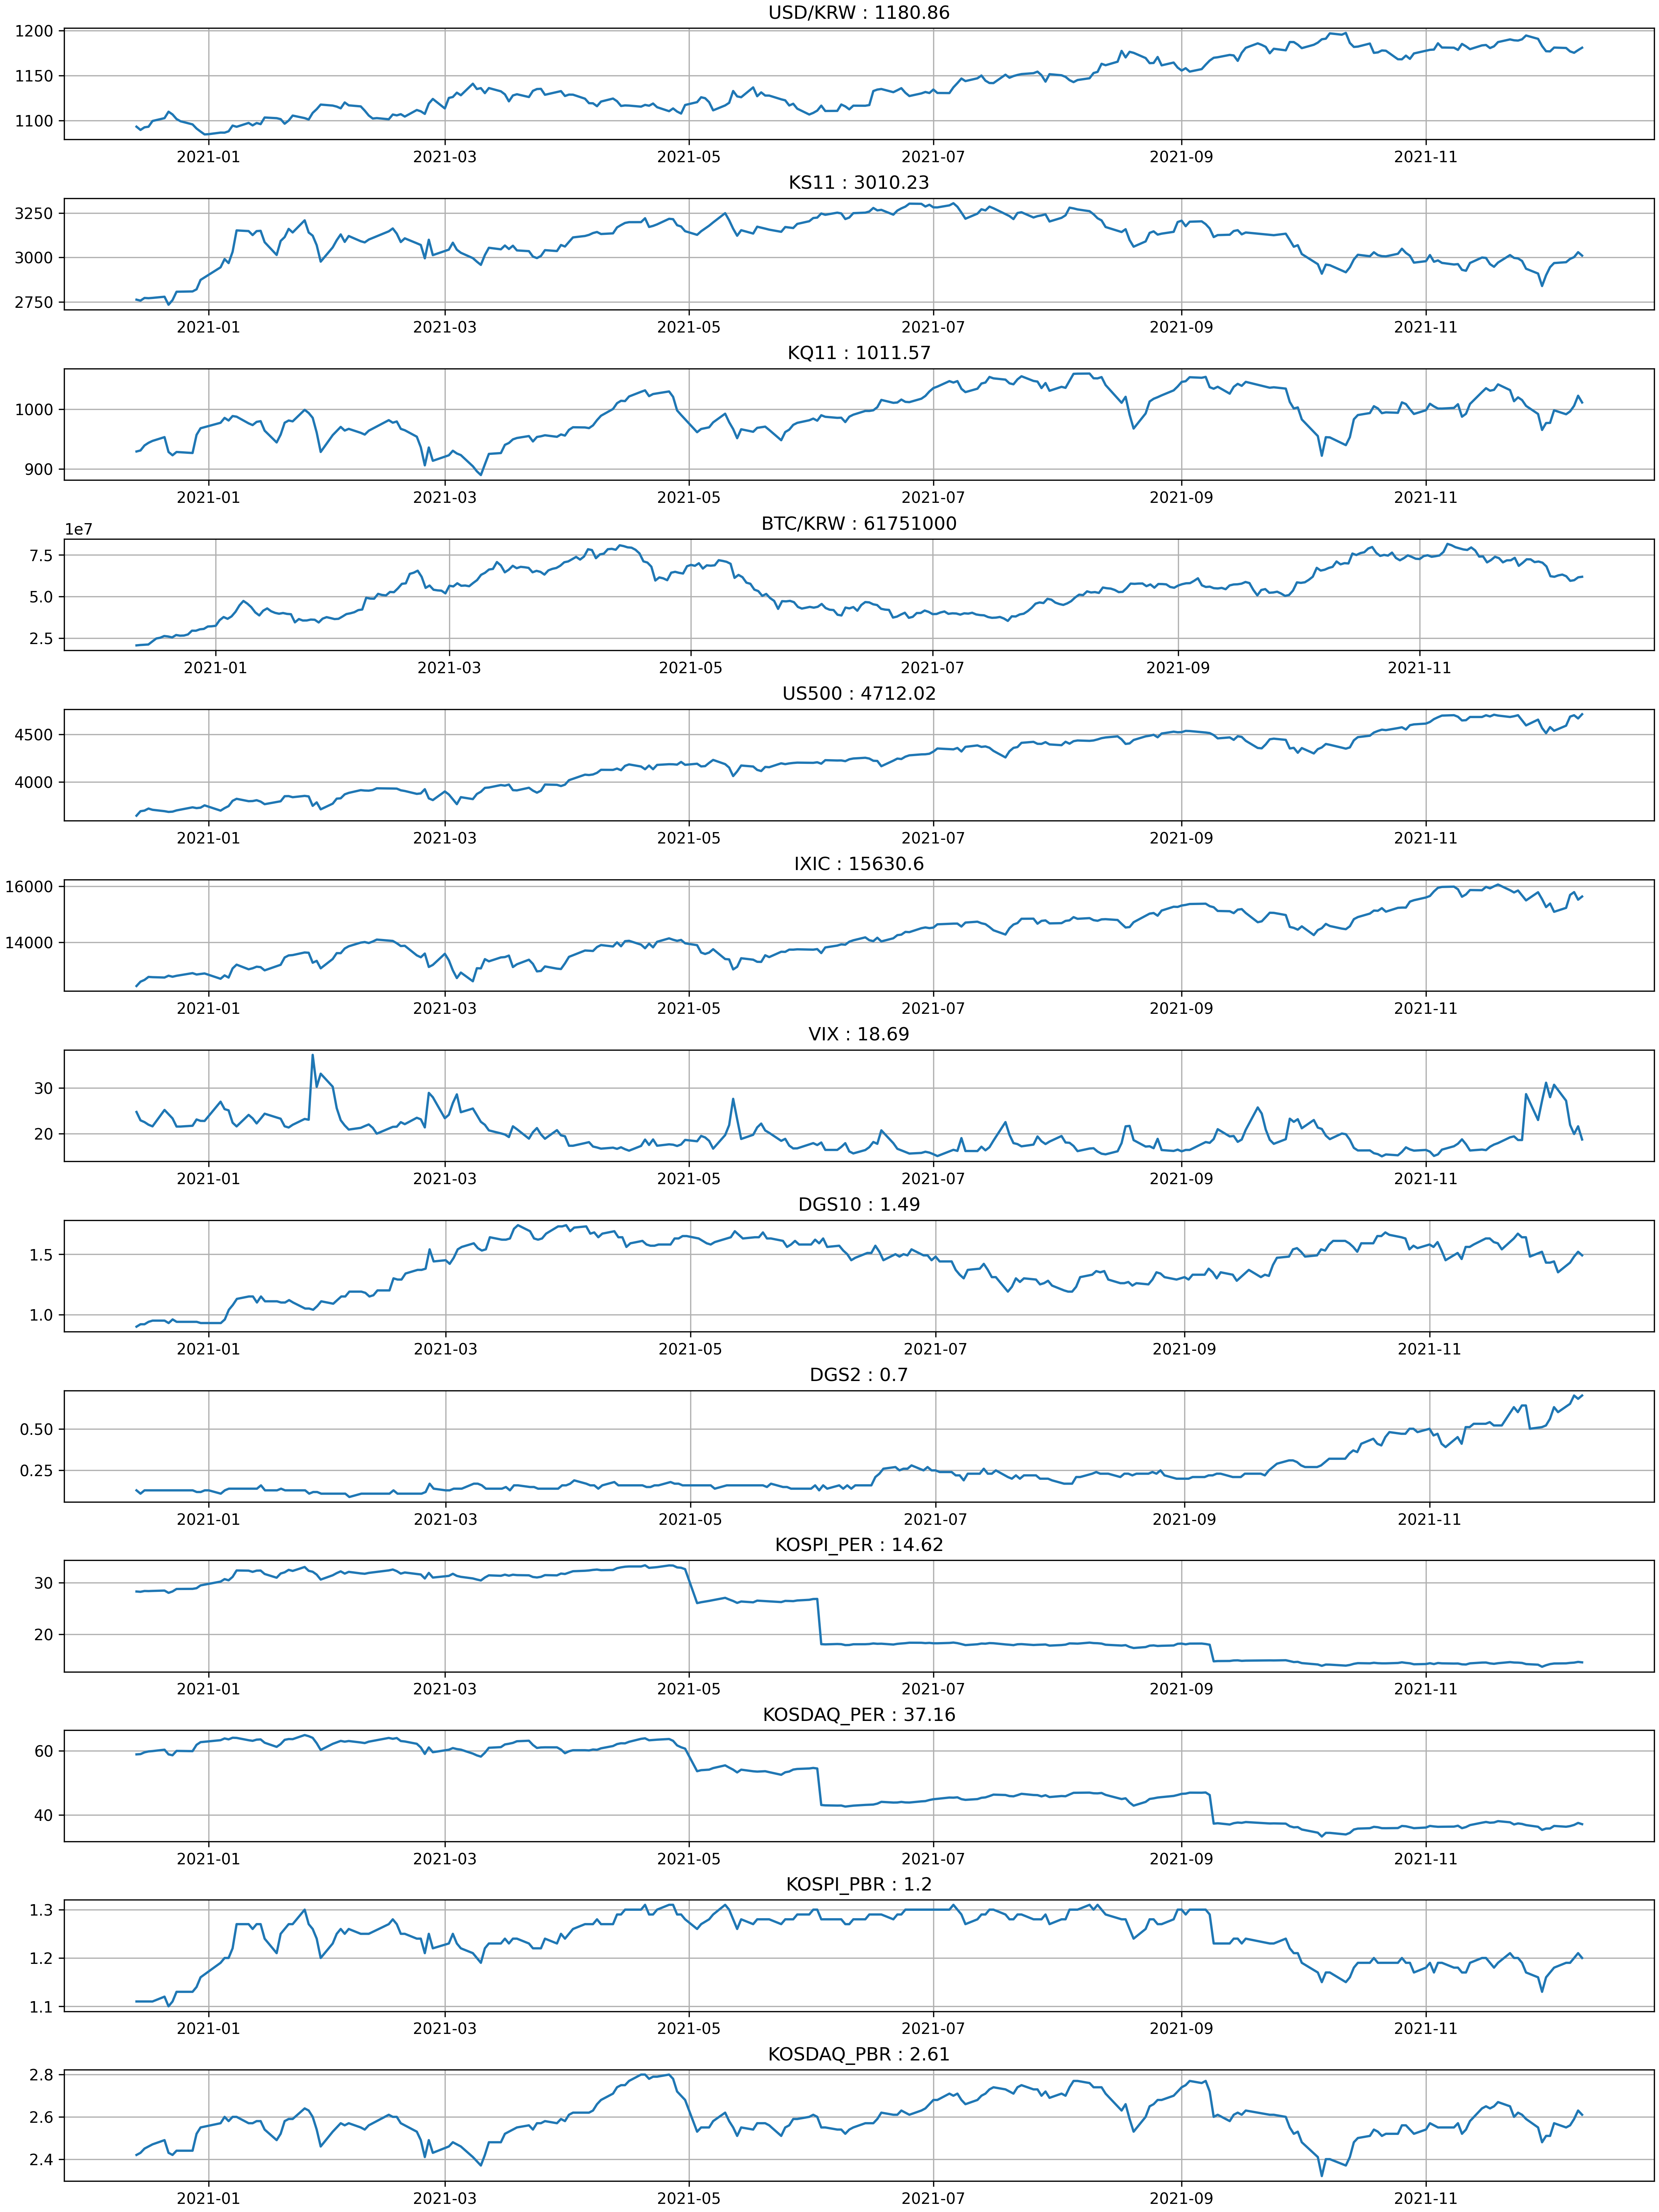 USD/KRW : 1180.86
1200
1150
1100
2021-01 2021-03 2021-05 2021-07 2021-09 2021-11
KS11 : 3010.23
3250
3000
2750
2021-01 2021-03 2021-05 2021-07 2021-09 2021-11
KQ11 : 1011.57
1000
900
2021-01 2021-03 2021-05 2021-07 2021-09 2021-11
1e7 BTC/KRW : 61751000
7.5
5.0
2.5
2021-01 2021-03 2021-05 2021-07 2021-09 2021-11
US500 : 4712.02
4500
4000
2021-01 2021-03 2021-05 2021-07 2021-09 2021-11
IXIC : 15630.6
16000
14000
2021-01 2021-03 2021-05 2021-07 2021-09 2021-11
VIX : 18.69
30
20
2021-01 2021-03 2021-05 2021-07 2021-09 2021-11
DGS10 : 1.49
1.5
1.0
2021-01 2021-03 2021-05 2021-07 2021-09 2021-11
DGS2 : 0.7
0.50
0.25
2021-01 2021-03 2021-05 2021-07 2021-09 2021-11
KOSPI_PER : 14.62
30
20
2021-01 2021-03 2021-05 2021-07 2021-09 2021-11
KOSDAQ_PER : 37.16
60
40
2021-01 2021-03 2021-05 2021-07 2021-09 2021-11
KOSPI_PBR : 1.2
1.3
1.2
1.1
2021-01 2021-03 2021-05 2021-07 2021-09 2021-11
KOSDAQ_PBR : 2.61
2.8
2.6
2.4
2021-01 2021-03 2021-05 2021-07 2021-09 2021-11